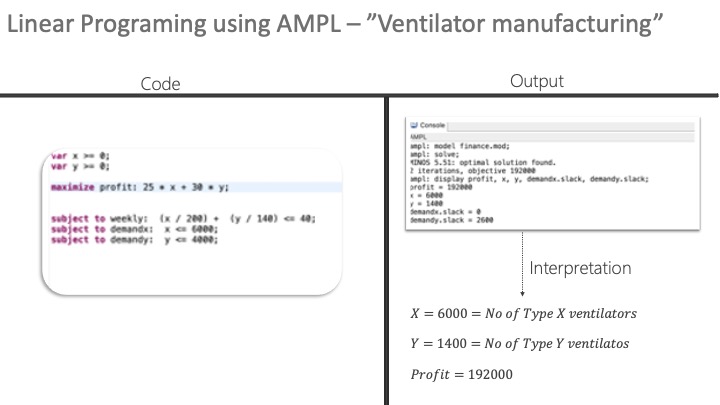 Linear Programing using AMPL – ”Ventilator manufacturing”
Code
Output
var x >= 0;
var y >= 0;
maximize profit: 25 * x + 30 * y;
subject to weekly: (x / 200) + (y / 140) <= 40;
subject to demandx: x <= 6000;
subject to demandy: y <= 4000;
Console
AMPL
ampl: model finance.mod;
ampl: solve;
MINOS 5.51: optimal solution found.
2 iterations, objective 192000
ampl: display profit, x, y, demandx.slack, demandy.slack;
profit = 192000
x = 6000
y = 1400
demandx.slack = 0
demandy.slack = 2600
Interpretation
X = 6000 = No of Type X ventilators
Y = 1400 = No of Type Y ventilatos
Profit = 192000